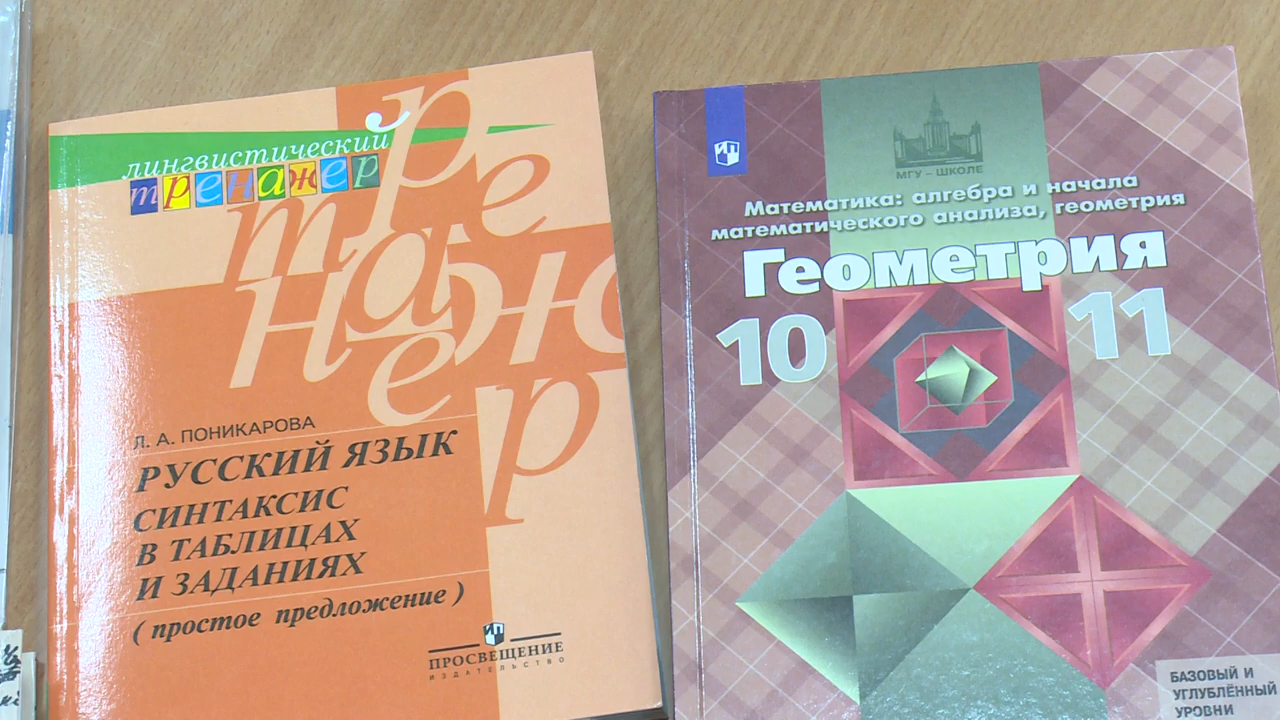 лингвистический
тренажер
тренажер
Л. А. ПОНИКАРОВА
РУССКИЙ ЯЗЫК
СИНТАКСИС
В ТАБЛИЦАХ
И ЗАДАНИЯХ
( простое предложение )
ПРОСВЕЩЕНИЕ
ИЗДАТЕЛЬСТВО
МГУ – ШКОЛЕ
Математика: алгебра и начала
математического анализа, геометрия
Геометрия
10 11
БАЗОВЫЙ И
УГЛУБЛЁННЫЙ
УРОВНИ